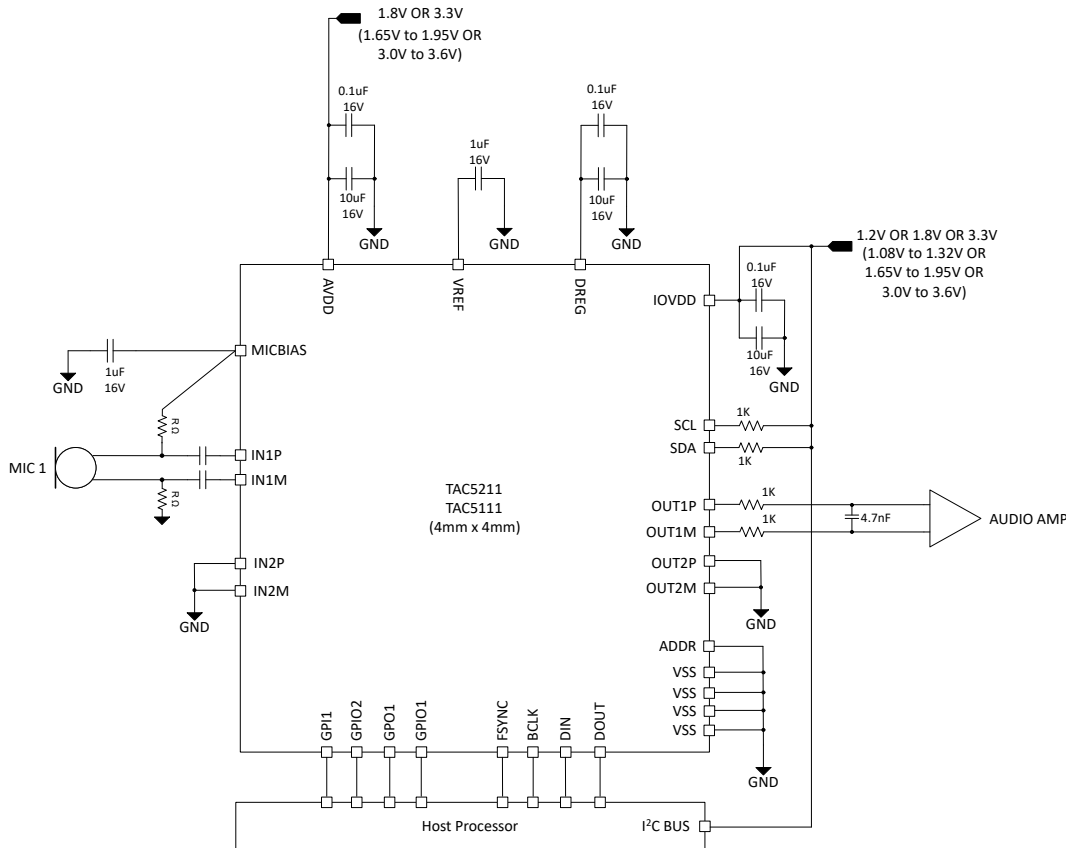 1.8V OR 3.3V
(1.65V to 1.95V OR
3.0V to 3.6V)
0.1uF
16V
10uF
16V
GND
1uF
16V
GND
0.1uF
16V
10uF
16V
GND
1.2V OR 1.8V OR 3.3V
(1.08V to 1.32V OR
1.65V to 1.95V OR
3.0V to 3.6V)
0.1uF
16V
10uF
16V
GND
AVDD
VREF
DREG
IOVDD
MICBIAS
1uF
16V
GND
R Ω
MIC 1
IN1P
IN1M
R Ω
IN2P
IN2M
GND
TAC5211
TAC5111
(4mm x 4mm)
SCL
1K
SDA
1K
OUT1P
1K
OUT1M
1K
4.7nF
AUDIO AMP
OUT2P
OUT2M
GND
ADDR
VSS
VSS
VSS
VSS
GND
GPI1
GPIO2
GPO1
GPIO1
FSYNC
BCLK
DIN
DOUT
Host Processor
I²C BUS